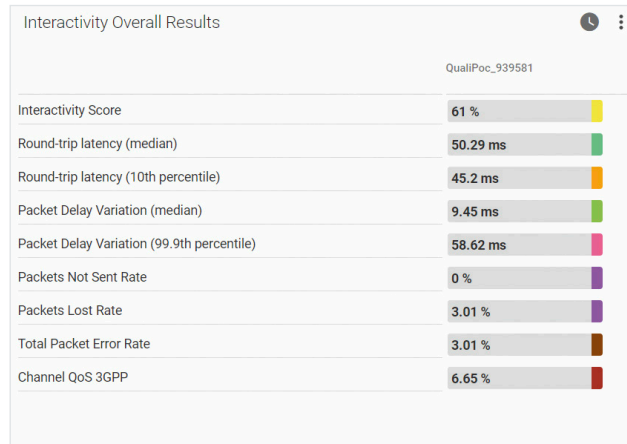 Interactivity Overall Results
QualiPoc_939581
Interactivity Score 61 %
Round-trip latency (median) 50.29 ms
Round-trip latency (10th percentile) 45.2 ms
Packet Delay Variation (median) 9.45 ms
Packet Delay Variation (99.9th percentile) 58.62 ms
Packets Not Sent Rate 0 %
Packets Lost Rate 3.01 %
Total Packet Error Rate 3.01 %
Channel QoS 3GPP 6.65 %